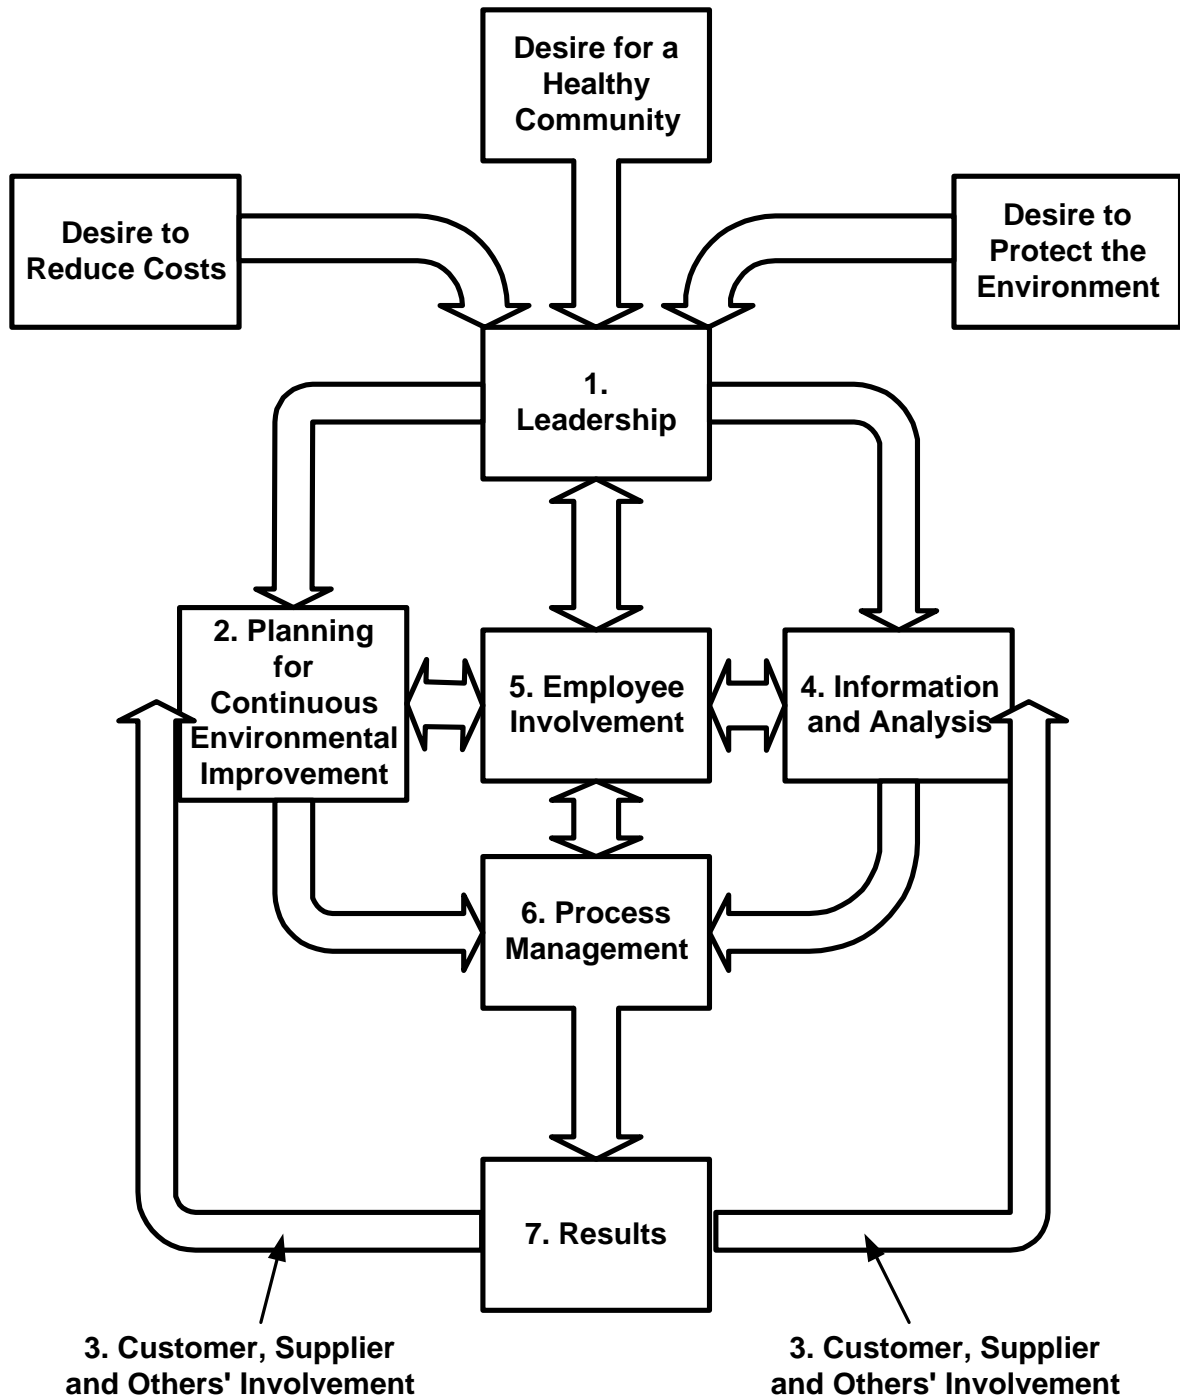 Desire for a
Healthy
Community
Desire to
Reduce Costs
Desire to
Protect the
Environment
1.
Leadership
2. Planning
for
Continuous
Environmental
Improvement
5. Employee
Involvement
4. Information
and Analysis
6. Process
Management
7. Results
3. Customer, Supplier
and Others' Involvement
3. Customer, Supplier
and Others' Involvement